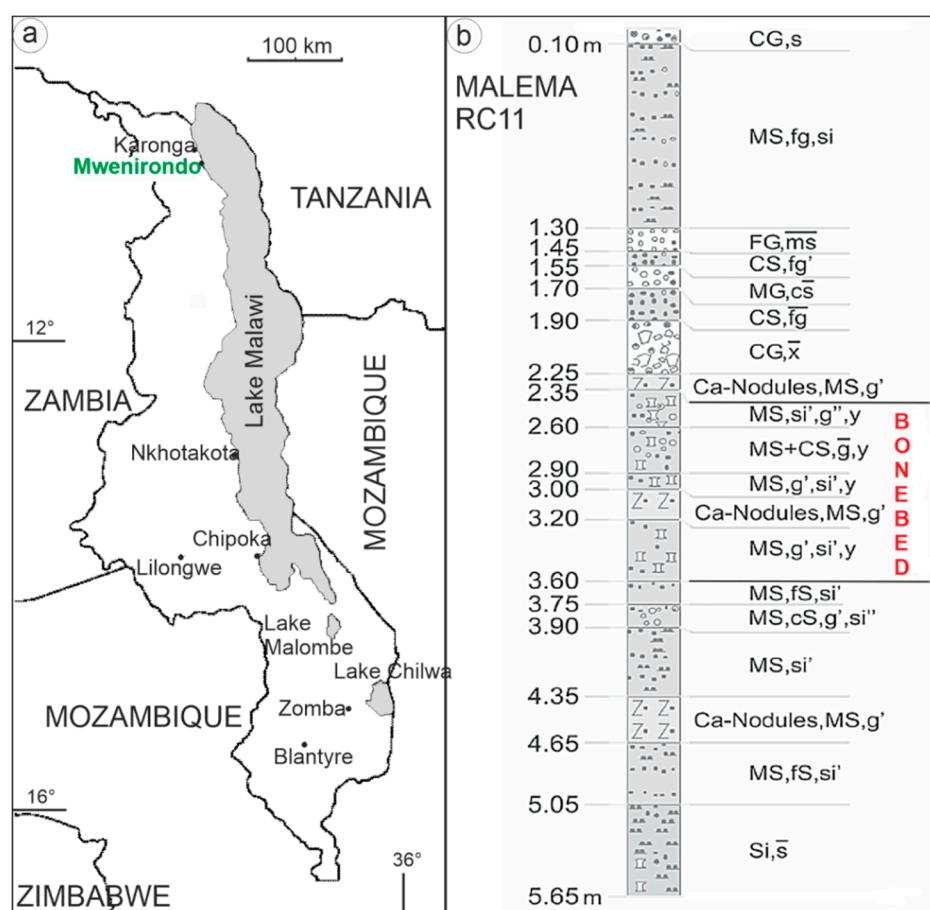 a
100 km
Karonga
Mwenirondo
TANZANIA
12°
Lake Malawi
ZAMBIA
MOZAMBIQUE
Nkhotakota
Chipoka
Lilongwe
Lake
Malombe
Lake Chilwa
MOZAMBIQUE
Zomba
Blantyre
16°
36°
ZIMBABWE
b
MALEMA
RC11
CG,s
0.10 m
MS,fg,si
1.30
FG,m̅s̅
1.45
CS,fg'
1.55
MG,cs̅
1.70
CS,f̅g̅
1.90
CG,x̅
2.25
Ca-Nodules,MS,g'
2.35
MS,si',g'',y
2.60
MS+CS,g̅,y
2.90
MS,g',si',y
3.00
Ca-Nodules,MS,g'
3.20
MS,g',si',y
3.60
MS,fS,si'
3.75
MS,cS,g',si''
3.90
MS,si'
4.35
Ca-Nodules,MS,g'
4.65
MS,fS,si'
5.05
Si,s̅
5.65 m
BONEBED